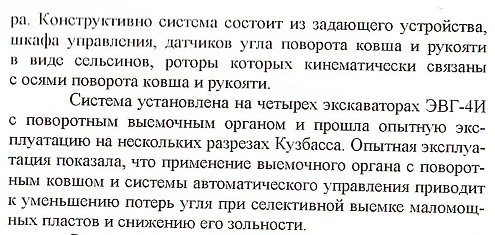 ра. Конструктивно система состоит из задающего устройства,
шкафа управления, датчиков угла поворота ковша и рукояти
в виде сельсинов, роторы которых кинематически связаны
с осями поворота ковша и рукояти.
Система установлена на четырех экскаваторах ЭВГ-4И
с поворотным выемочным органом и прошла опытную экс-
плуатацию на нескольких разрезах Кузбасса. Опытная эксплуа-
тация показала, что применение выемочного органа с поворот-
ным ковшом и системы автоматического управления приводит
к уменьшению потерь угля при селективной выемке маломощ-
ных пластов и снижению его зольности.